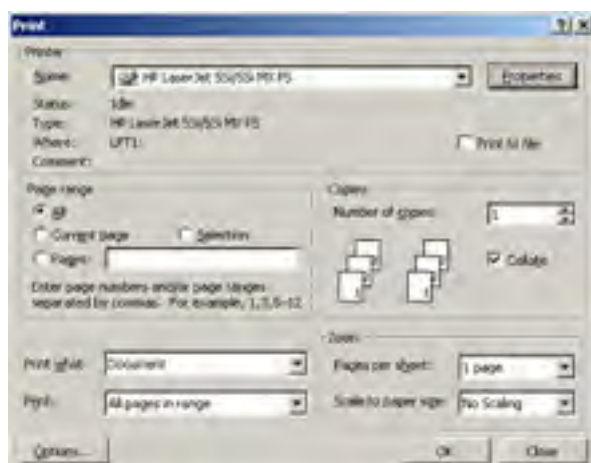 Print
Printer
Name: HP LaserJet 5Si/5Si MX PS
Properties
Status: Idle
Type: HP LaserJet 5Si/5Si MX PS
Where: LPT1:
Comment:
Print to file
Page range
All
Current page
Selection
Pages:
Enter page numbers and/or page ranges
separated by commas. For example, 1,3,5-12
Copies
Number of copies: 1
Collate
Print what: Document
Print: All pages in range
Zoom
Pages per sheet: 1 page
Scale to paper size: No Scaling
Options...
OK
Close